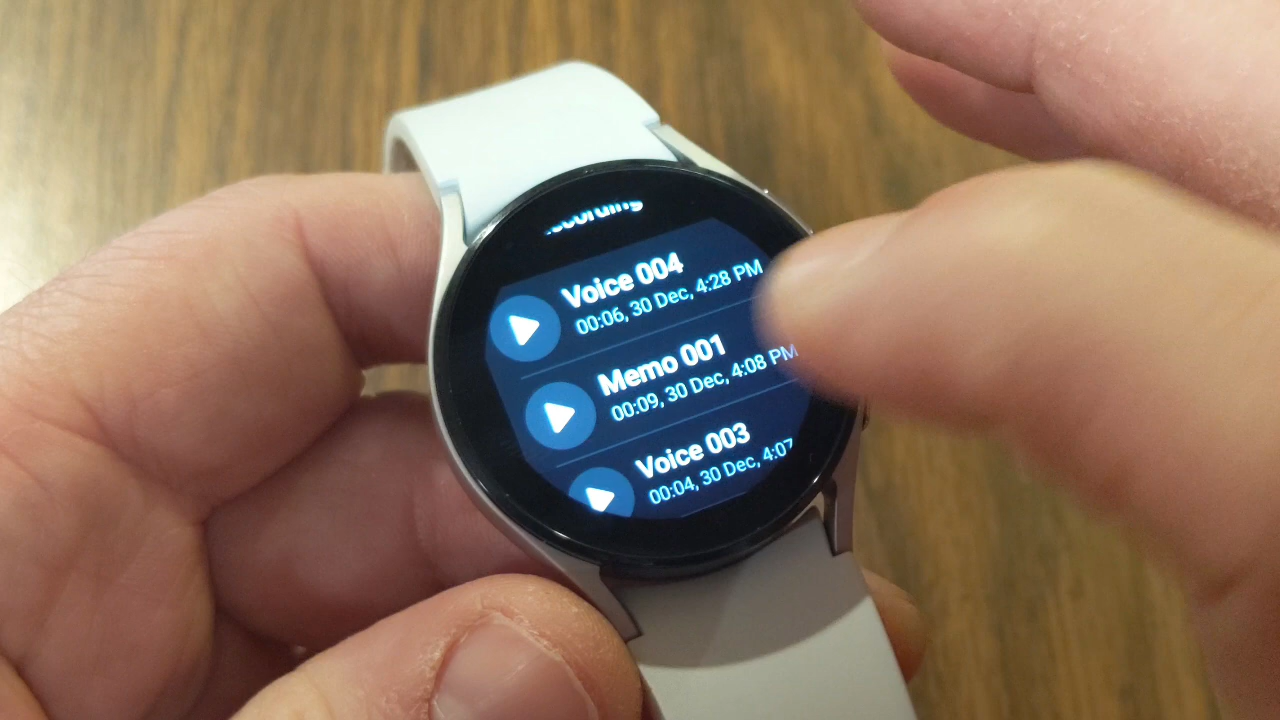 Voice 004
00:06, 30 Dec, 4:28 PM
Memo 001
00:09, 30 Dec, 4:08 PM
Voice 003
00:04, 30 Dec, 4:07